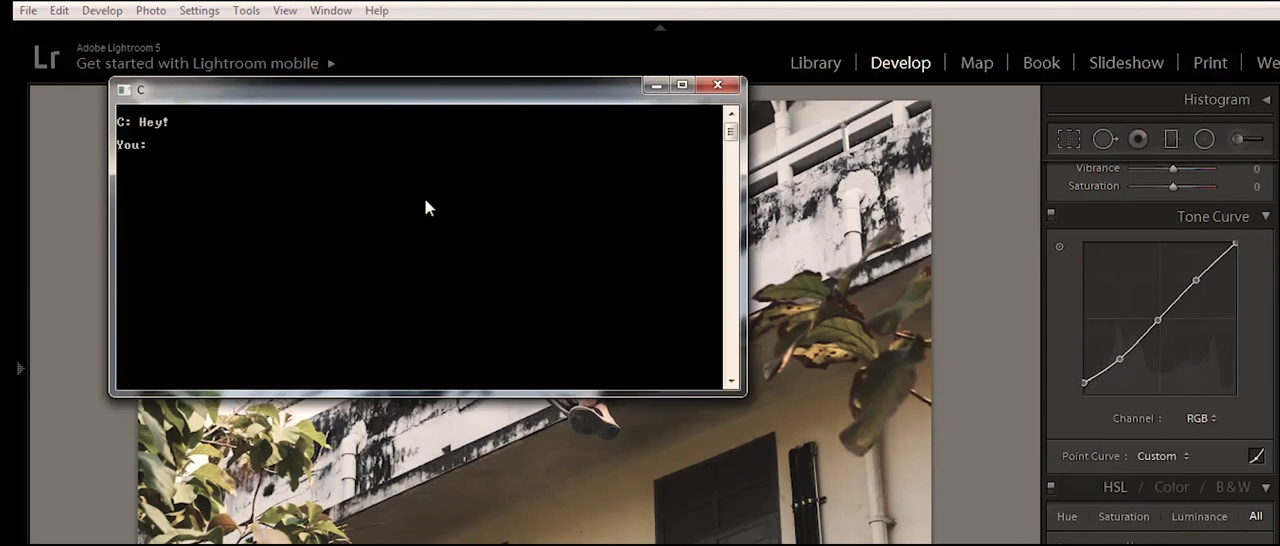 File Edit Develop Photo Settings Tools View Window Help
Lr
Adobe Lightroom 5
Get started with Lightroom mobile
Library | Develop | Map | Book | Slideshow | Print | We
C
C: Hey!
You:
Histogram
Vibrance 0
Saturation 0
Tone Curve
Channel : RGB
Point Curve : Custom
HSL / Color / B & W
Hue Saturation Luminance All